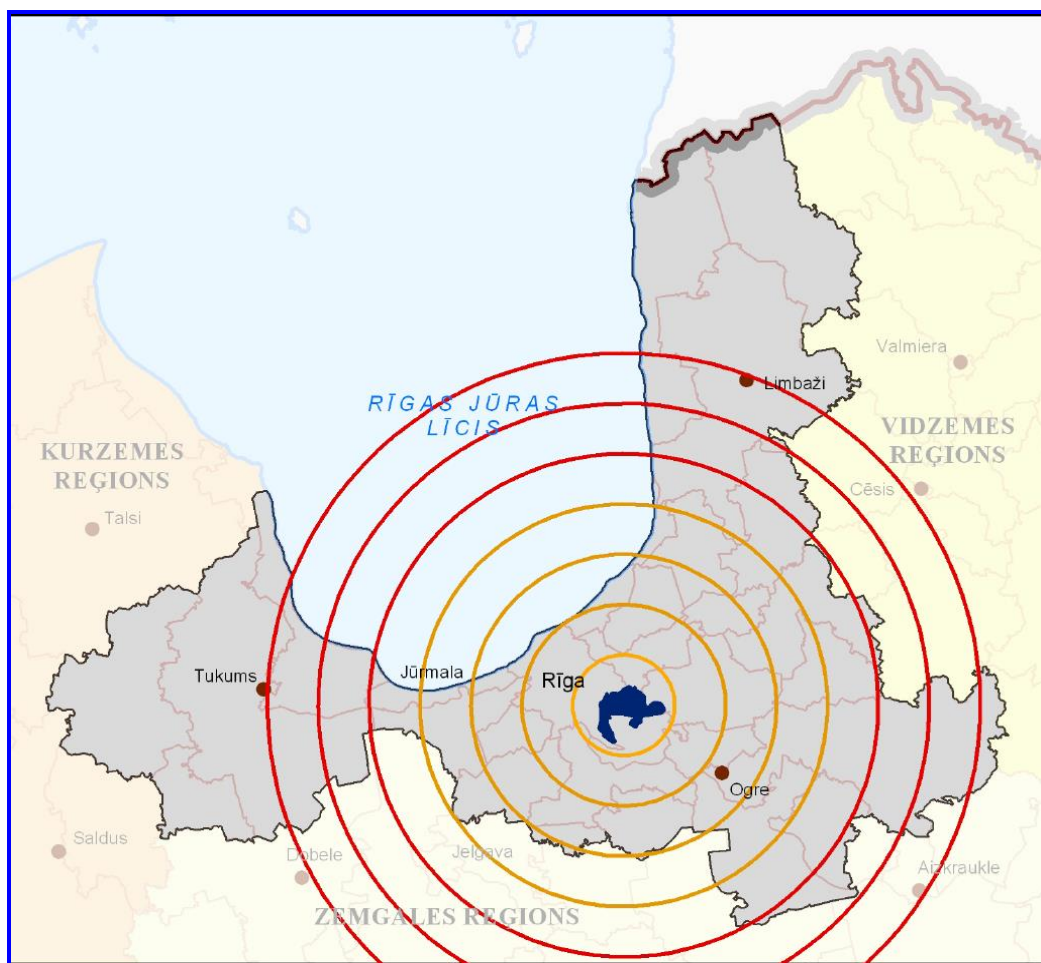 Limbaži
Valmiera
RĪGAS JŪRAS
LĪCIS
VIDZEMES
REĢIONS
KURZEMES
REĢIONS
Cēsis
Talsi
Tukums
Jūrmala
Rīga
Ogre
Saldus
Dobele
Jelgava
Aizkraukle
ZEMGALES REGIONS